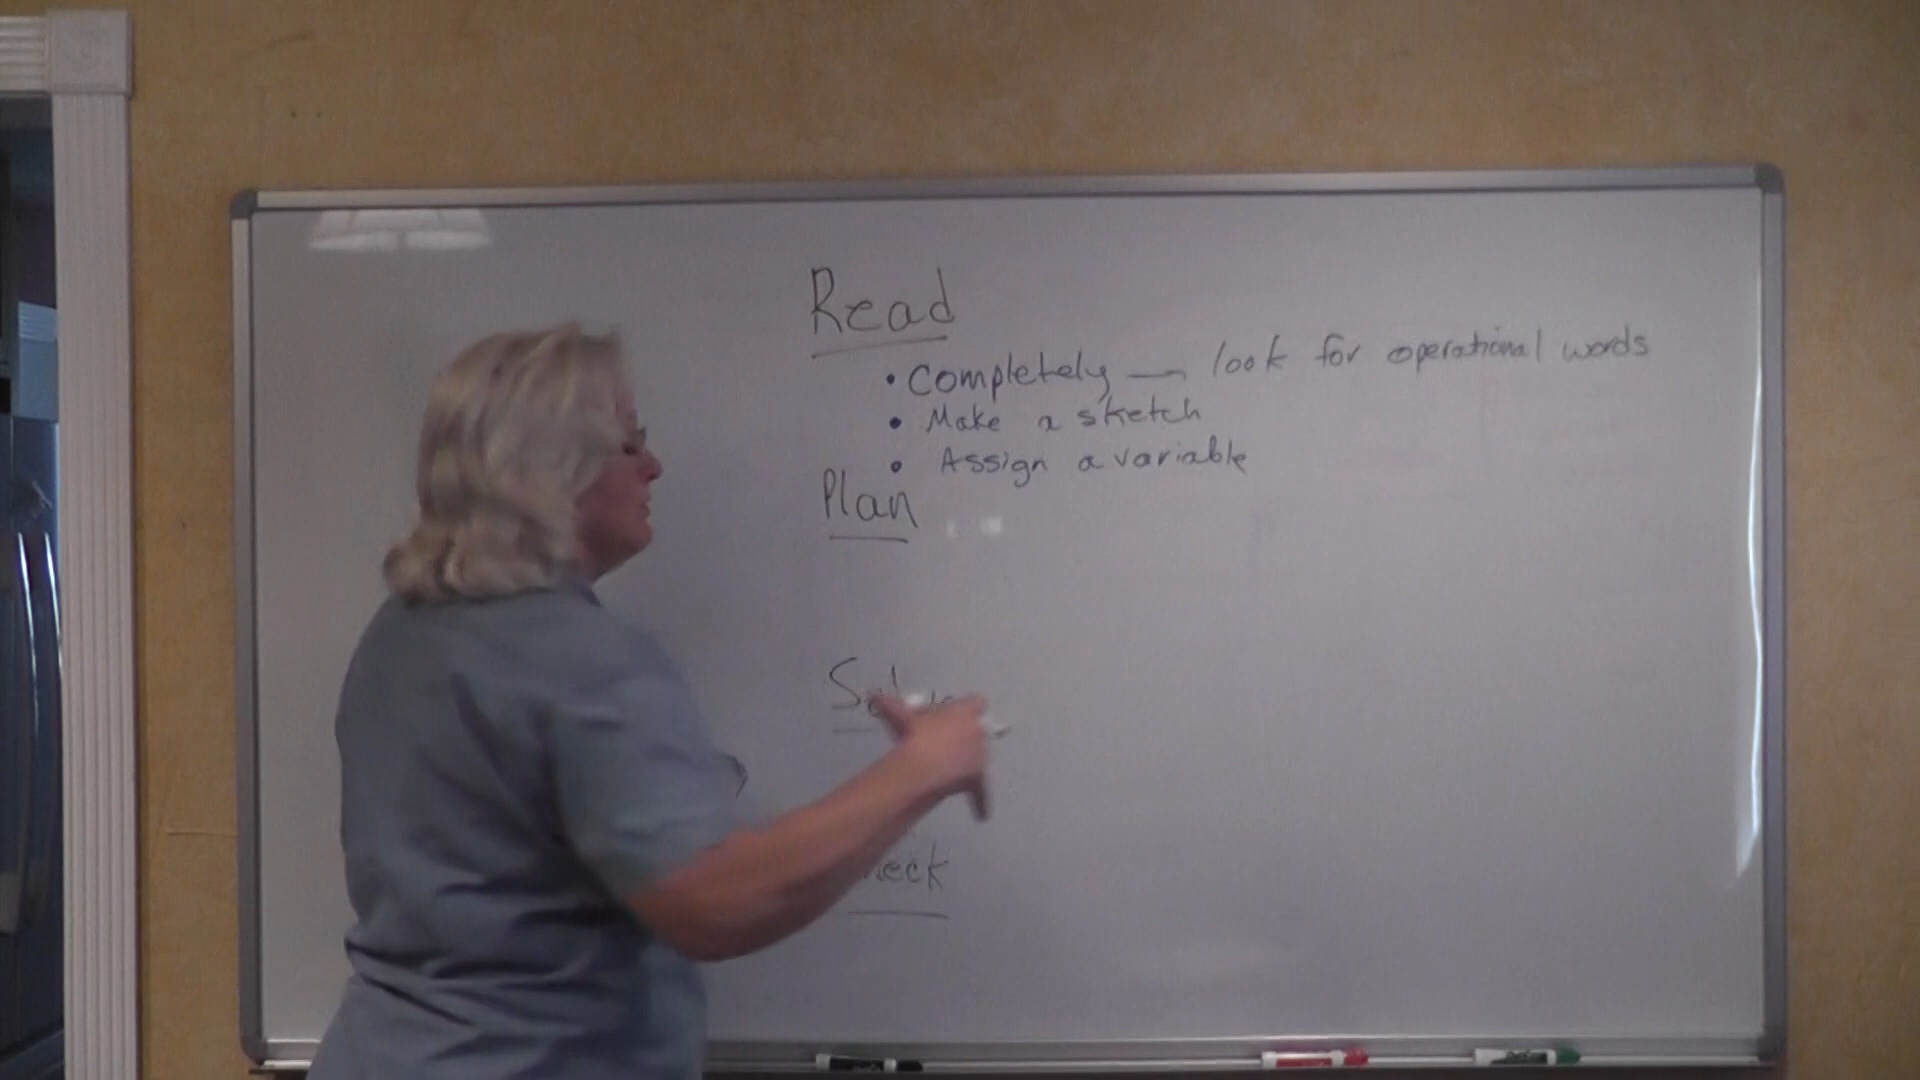 Read
• Completely — look for operational words
• Make a sketch
• Assign a variable
Plan